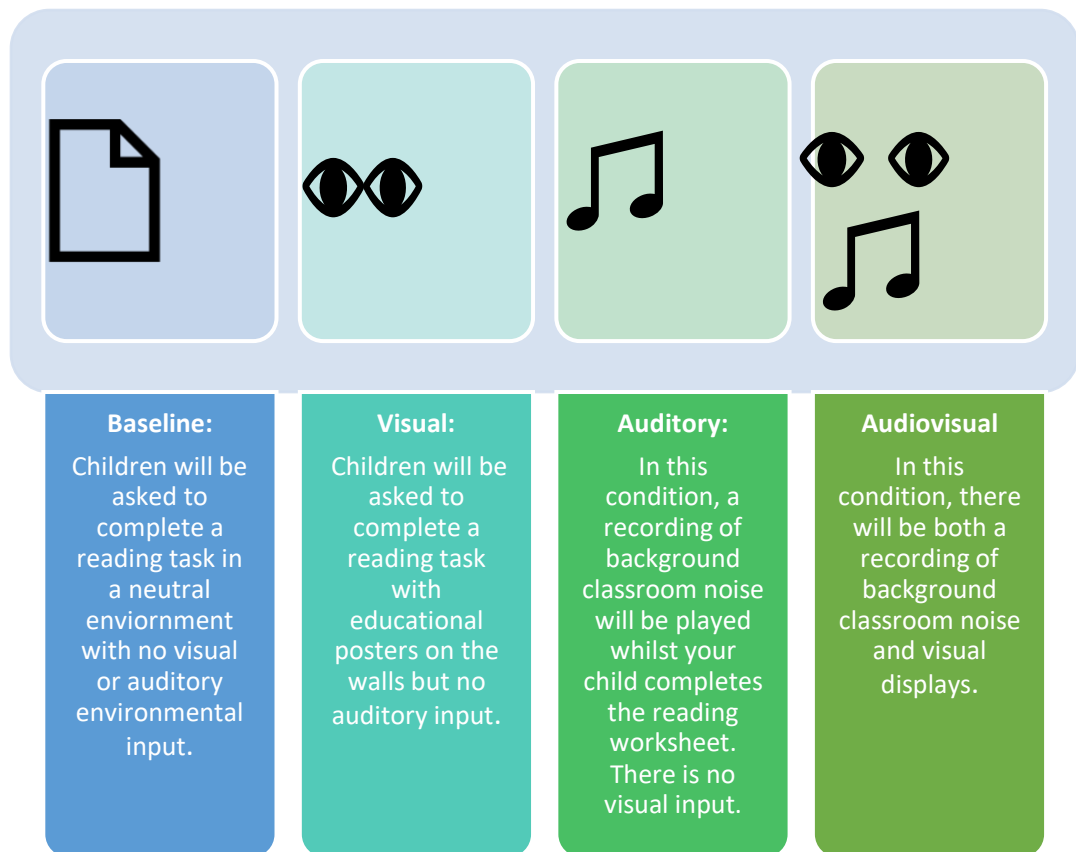 Baseline:
Children will be
asked to
complete a
reading task in
a neutral
enviornment
with no visual
or auditory
environmental
input.
Visual:
Children will be
asked to
complete a
reading task
with
educational
posters on the
walls but no
auditory input.
Auditory:
In this
condition, a
recording of
background
classroom noise
will be played
whilst your
child completes
the reading
worksheet.
There is no
visual input.
Audiovisual
In this
condition, there
will be both a
recording of
background
classroom noise
and visual
displays.